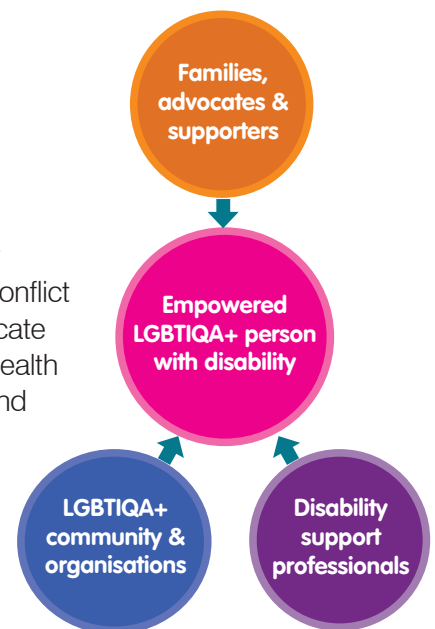 Families,
advocates &
supporters
onflict
cate
ealth
nd
Empowered
LGBTIQA+ person
with disability
LGBTIQA+
community &
organisations
Disability
support
professionals